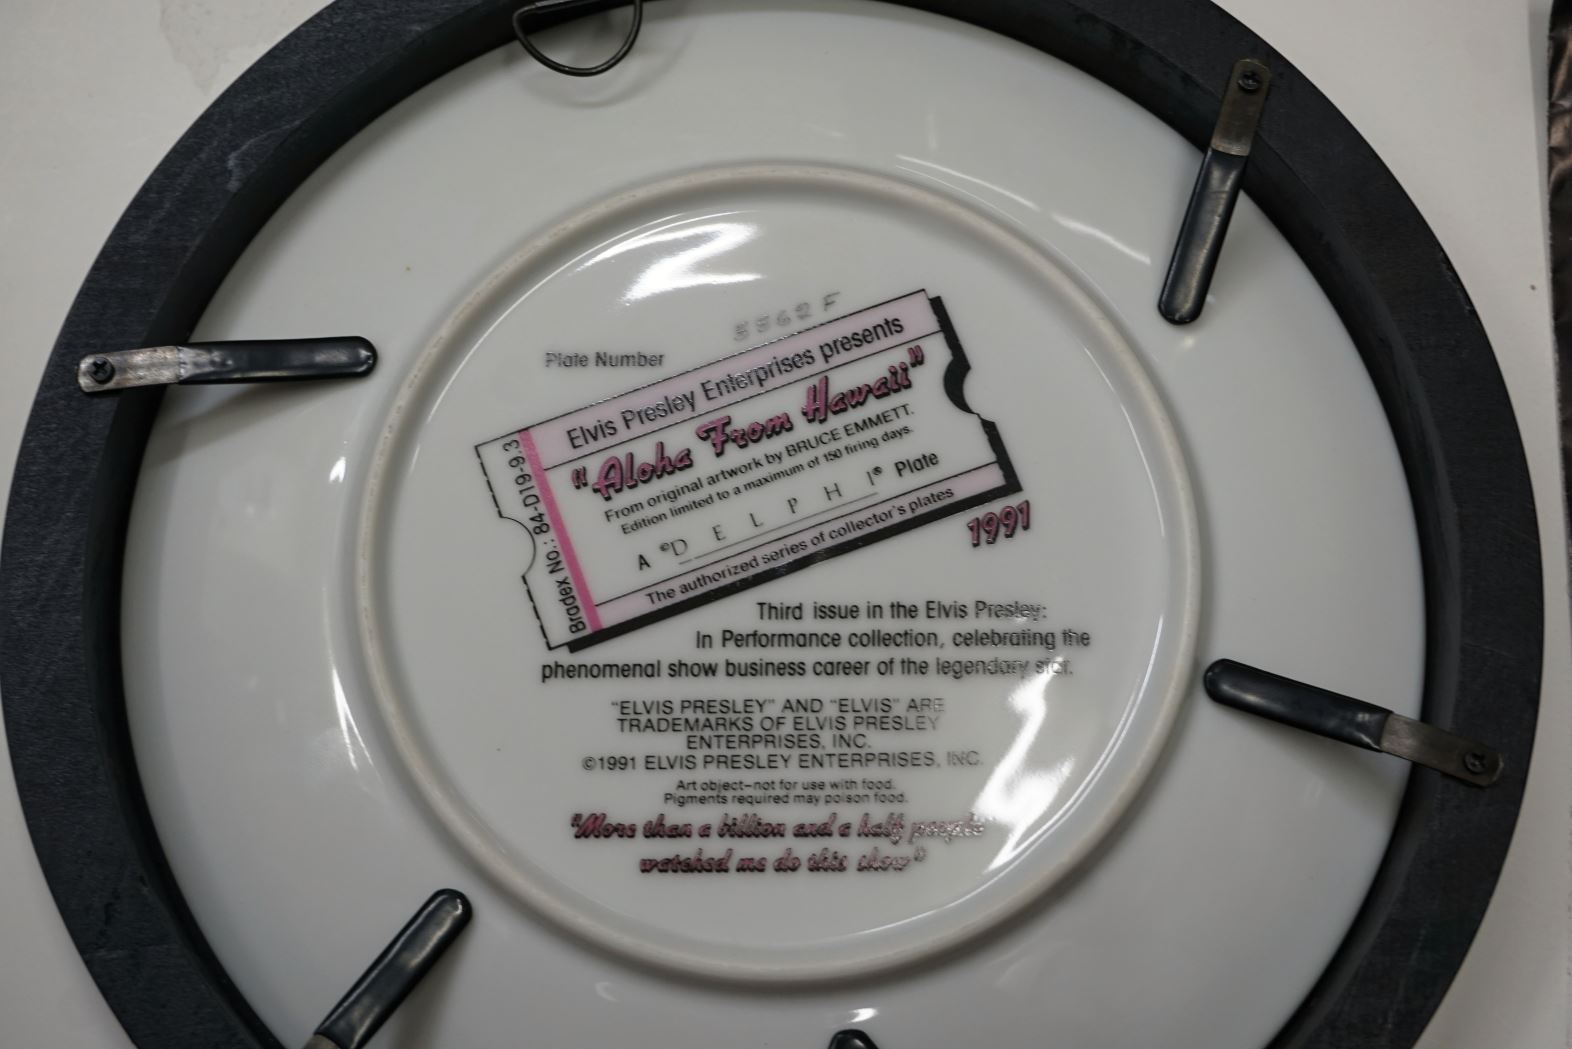 Plate Number
Elvis Presley Enterprises presents
"Aloha From Hawaii"
From original artwork by BRUCE EMMETT.
Edition limited to a maximum of 150 firing days.
A ©DELPHI® Plate
The authorized series of collector's plates
Bradex No.: 84-D19-9.3
1991
Third issue in the Elvis Presley:
In Performance collection, celebrating the
phenomenal show business career of the legendary star.
"ELVIS PRESLEY" AND "ELVIS" ARE
TRADEMARKS OF ELVIS PRESLEY
ENTERPRISES, INC.
©1991 ELVIS PRESLEY ENTERPRISES, INC.
Art object—not for use with food.
Pigments required may poison food.
"More than a billion and a half people
watched me do this show"